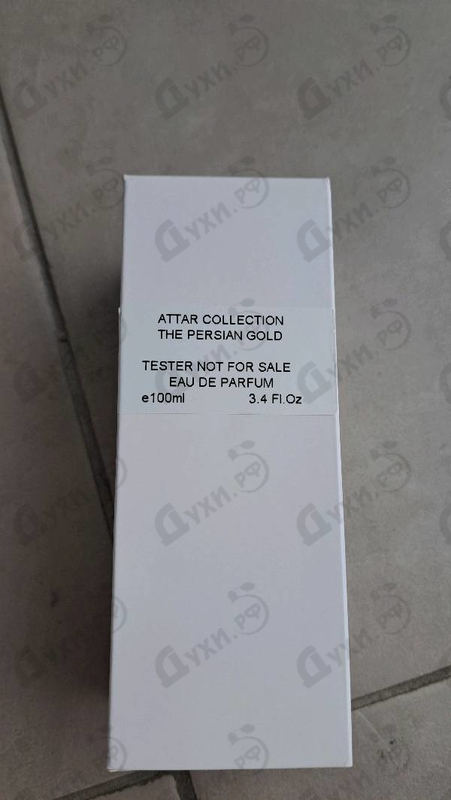 ATTAR COLLECTION
THE PERSIAN GOLD
TESTER NOT FOR SALE
EAU DE PARFUM
e100ml 3.4 Fl.Oz
Духи.РФ